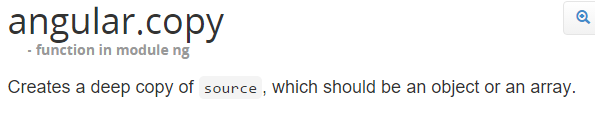 angular.copy
- function in module ng
Creates a deep copy of source, which should be an object or an array.